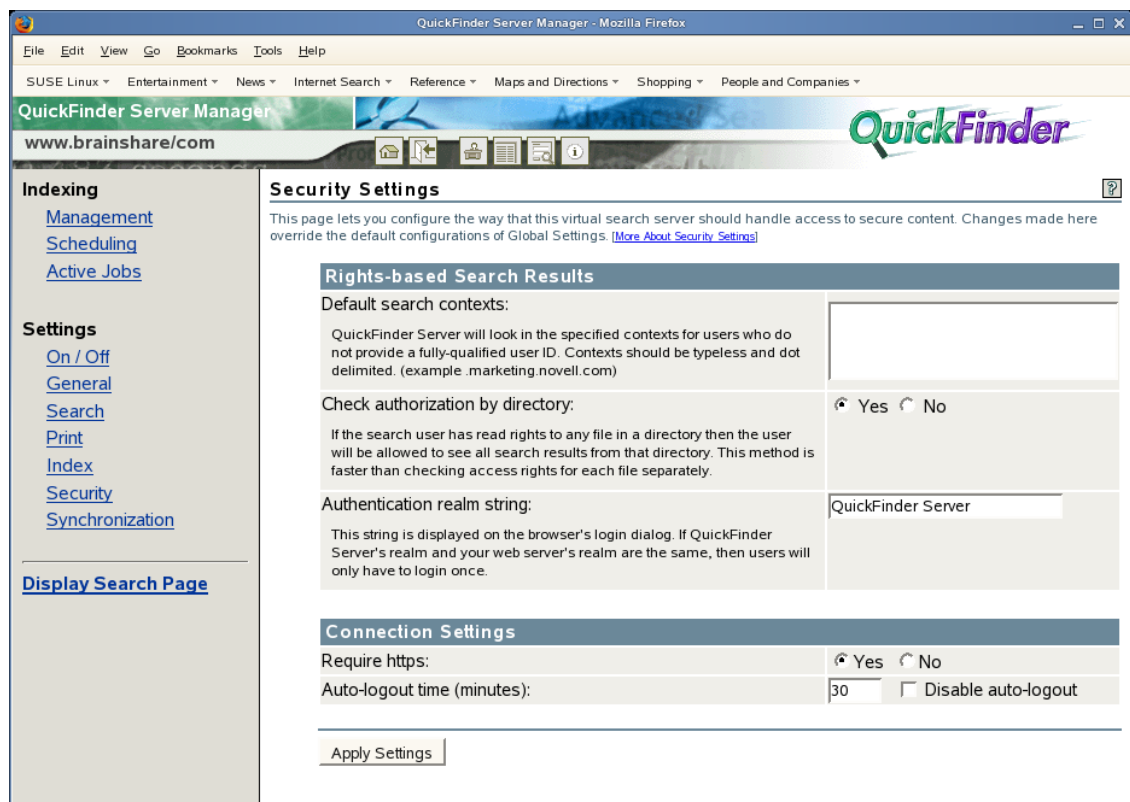 QuickFinder Server Manager - Mozilla Firefox
File Edit View Go Bookmarks Tools Help
SUSE Linux Entertainment News Internet Search Reference Maps and Directions Shopping People and Companies
QuickFinder Server Manager
www.brainshare/com
QuickFinder
Indexing
Management
Scheduling
Active Jobs
Settings
On / Off
General
Search
Print
Index
Security
Synchronization
Display Search Page
Security Settings
?
This page lets you configure the way that this virtual search server should handle access to secure content. Changes made here
override the default configurations of Global Settings. [More About Security Settings]
Rights-based Search Results
Default search contexts:
QuickFinder Server will look in the specified contexts for users who do
not provide a fully-qualified user ID. Contexts should be typeless and dot
delimited. (example .marketing.novell.com)
Check authorization by directory:
Yes No
If the search user has read rights to any file in a directory then the user
will be allowed to see all search results from that directory. This method is
faster than checking access rights for each file separately.
Authentication realm string:
QuickFinder Server
This string is displayed on the browser's login dialog. If QuickFinder
Server's realm and your web server's realm are the same, then users will
only have to login once.
Connection Settings
Require https:
Yes No
Auto-logout time (minutes):
30 Disable auto-logout
Apply Settings